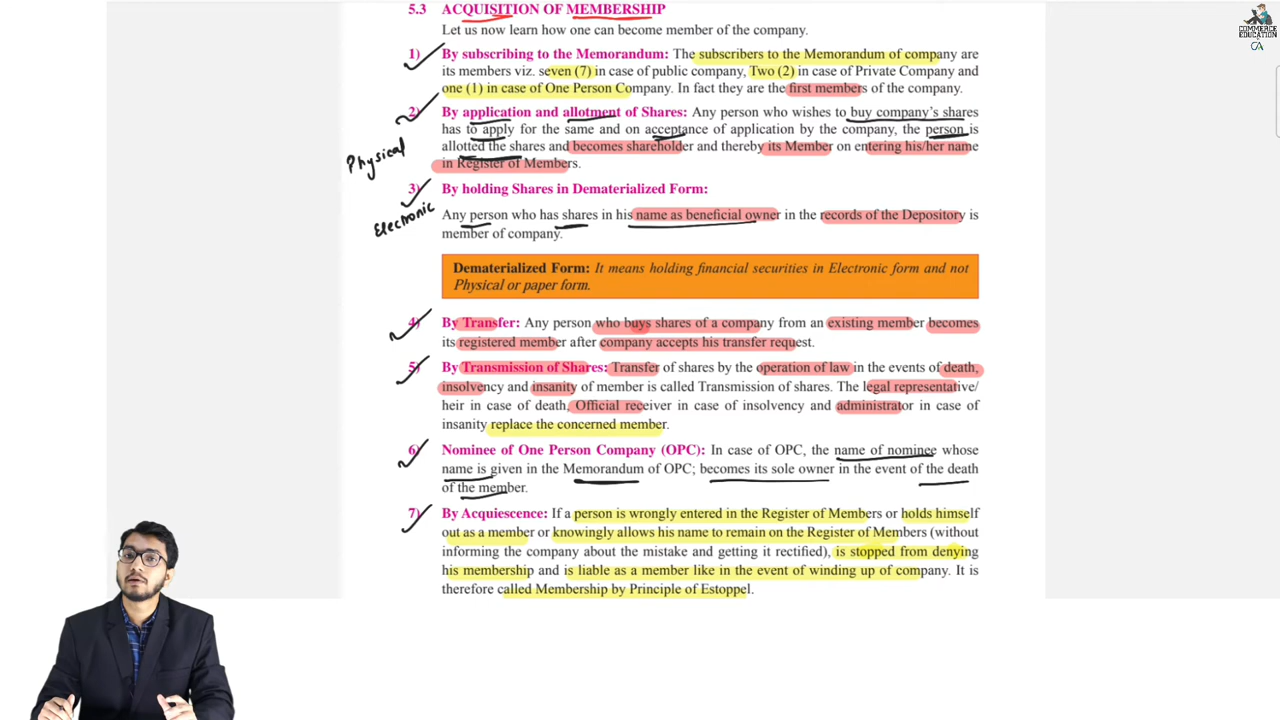 5.3 ACQUISITION OF MEMBERSHIP
Let us now learn how one can become member of the company.
1) By subscribing to the Memorandum: The subscribers to the Memorandum of company are
its members viz. seven (7) in case of public company, Two (2) in case of Private Company and
one (1) in case of One Person Company. In fact they are the first members of the company.
2) By application and allotment of Shares: Any person who wishes to buy company's shares
has to apply for the same and on acceptance of application by the company, the person is
allotted the shares and becomes shareholder and thereby its Member on entering his/her name
in Register of Members.
Physical
3) By holding Shares in Dematerialized Form:
Electronic
Any person who has shares in his name as beneficial owner in the records of the Depository is
member of company.
Dematerialized Form: It means holding financial securities in Electronic form and not
Physical or paper form.
4) By Transfer: Any person who buys shares of a company from an existing member becomes
its registered member after company accepts his transfer request.
5) By Transmission of Shares: Transfer of shares by the operation of law in the events of death,
insolvency and insanity of member is called Transmission of shares. The legal representative/
heir in case of death, Official receiver in case of insolvency and administrator in case of
insanity replace the concerned member.
6) Nominee of One Person Company (OPC): In case of OPC, the name of nominee whose
name is given in the Memorandum of OPC; becomes its sole owner in the event of the death
of the member.
7) By Acquiescence: If a person is wrongly entered in the Register of Members or holds himself
out as a member or knowingly allows his name to remain on the Register of Members (without
informing the company about the mistake and getting it rectified), is stopped from denying
his membership and is liable as a member like in the event of winding up of company. It is
therefore called Membership by Principle of Estoppel.
COMMERCE
EDUCATION
CA